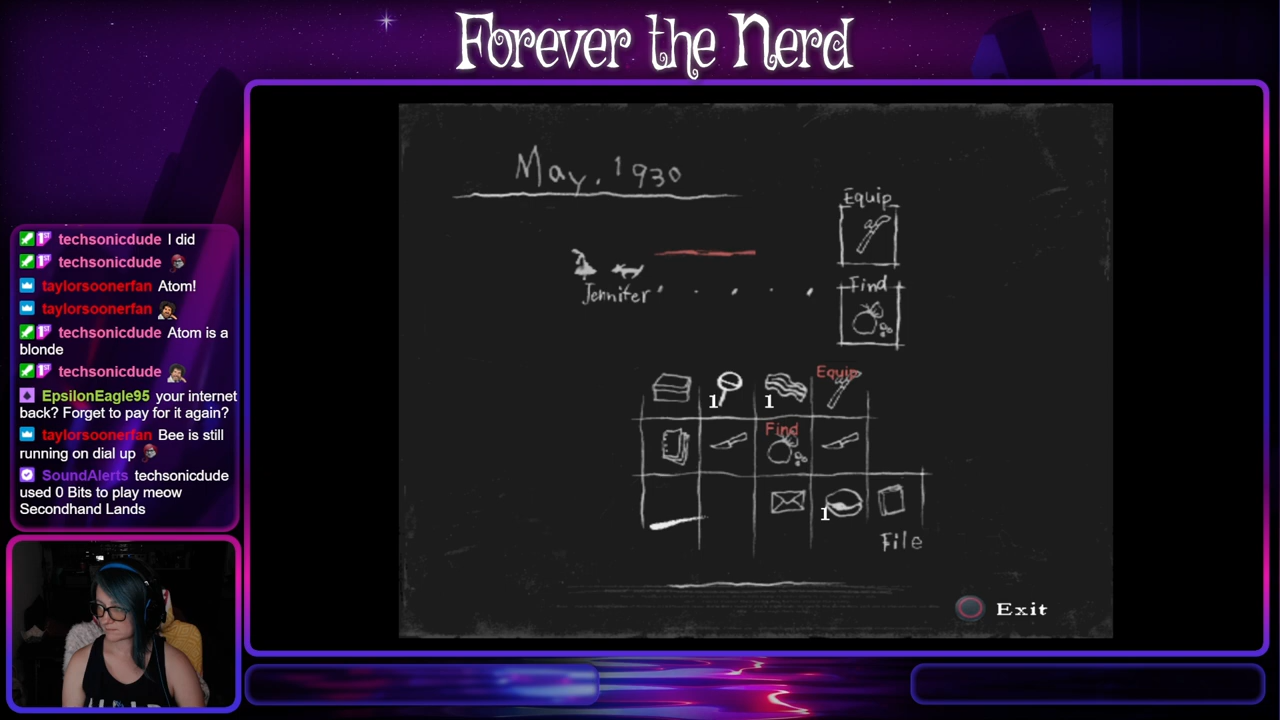 Forever the Nerd
May, 1930
Equip
Jennifer
Find
Equip
1
1
Find
1
File
Exit
techsonicdude I did
techsonicdude
taylorsoonerfan Atom!
taylorsoonerfan
techsonicdude Atom is a
blonde
techsonicdude
EpsilonEagle95 your internet
back? Forget to pay for it again?
taylorsoonerfan Bee is still
running on dial up
SoundAlerts techsonicdude
used 0 Bits to play meow
Secondhand Lands